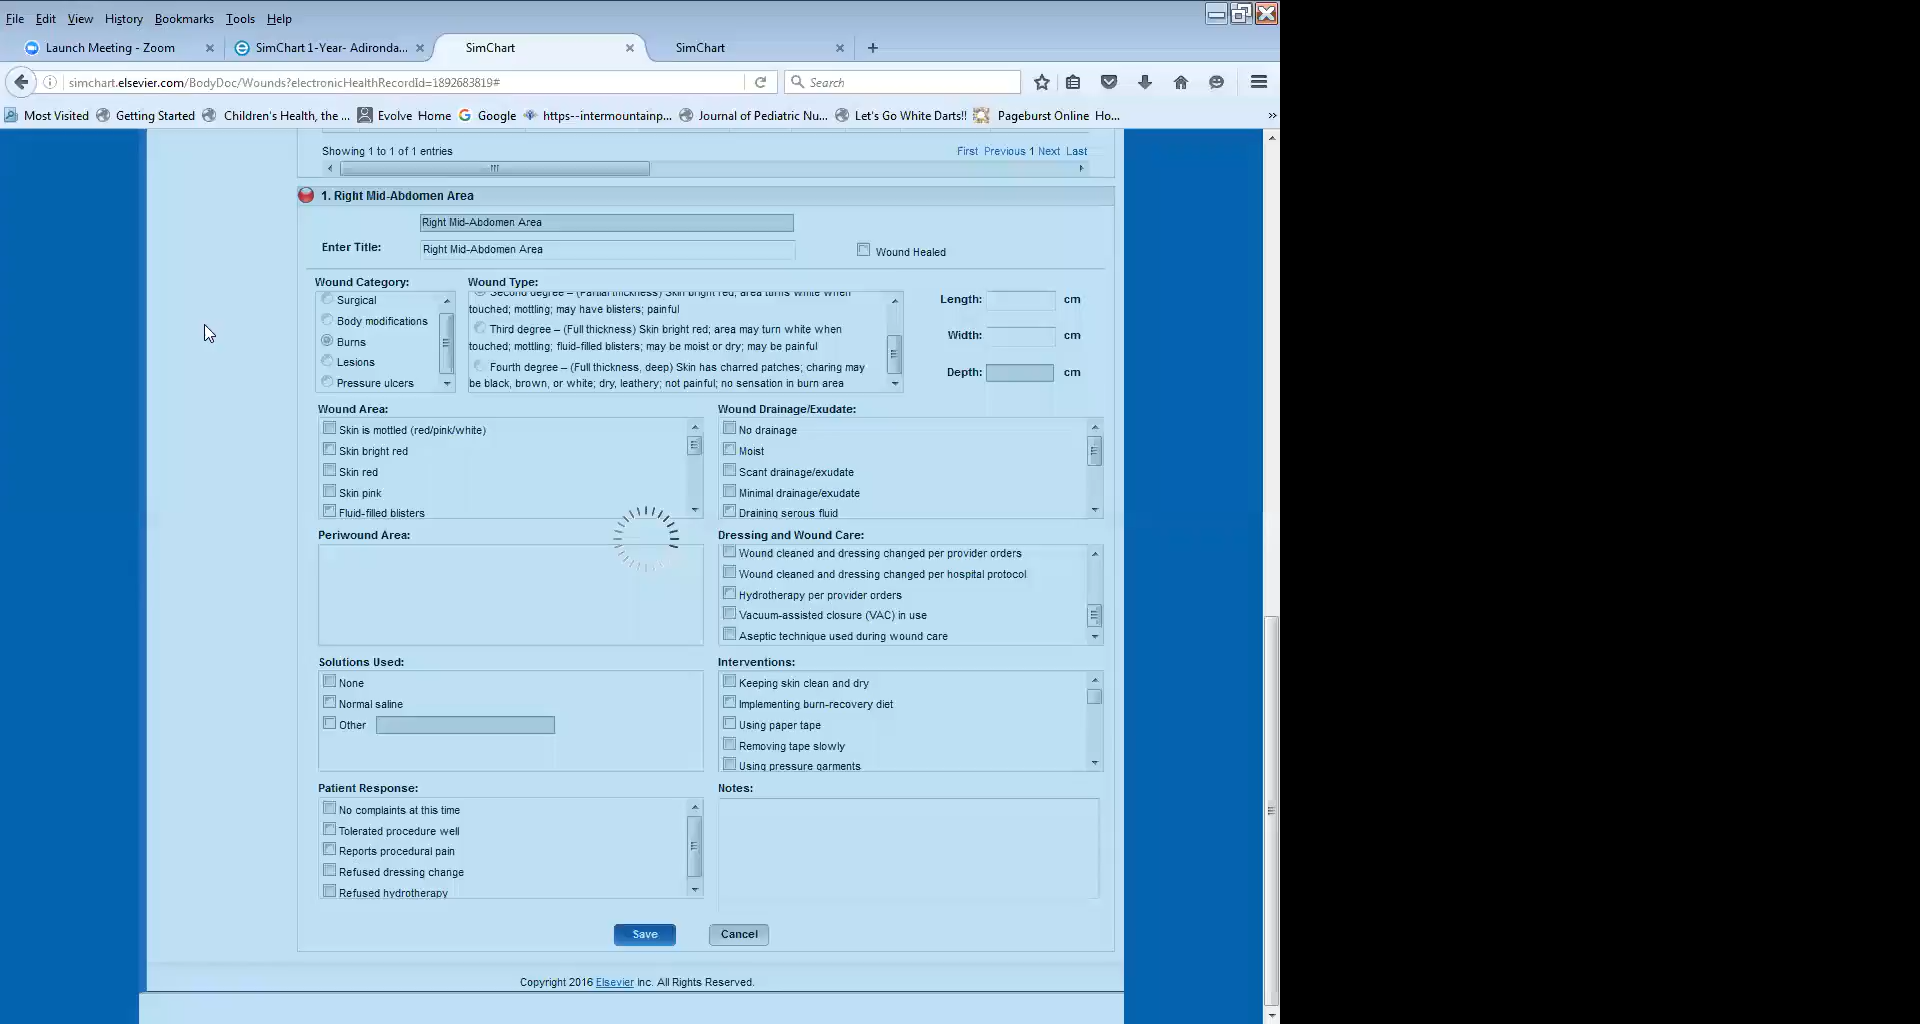 File Edit View History Bookmarks Tools Help
Launch Meeting - Zoom × SimChart 1-Year- Adironda... × SimChart × SimChart × +
simchart.elsevier.com/BodyDoc/Wounds?electronicHealthRecordId=1892683819# Search
Most Visited Getting Started Children's Health, the ... Evolve Home Google https--intermountainp... Journal of Pediatric Nu... Let's Go White Darts!! Pageburst Online Ho... »
Showing 1 to 1 of 1 entries First Previous 1 Next Last
1. Right Mid-Abdomen Area
Right Mid-Abdomen Area
Enter Title: Right Mid-Abdomen Area Wound Healed
Wound Category:
Surgical
Body modifications
Burns
Lesions
Pressure ulcers
Wound Type:
Second degree – (Partial thickness) Skin bright red; area turns white when
touched; mottling; may have blisters; painful
Third degree – (Full thickness) Skin bright red; area may turn white when
touched; mottling; fluid-filled blisters; may be moist or dry; may be painful
Fourth degree – (Full thickness, deep) Skin has charred patches; charing may
be black, brown, or white; dry, leathery; not painful; no sensation in burn area
Length: cm
Width: cm
Depth: cm
Wound Area:
Skin is mottled (red/pink/white)
Skin bright red
Skin red
Skin pink
Fluid-filled blisters
Wound Drainage/Exudate:
No drainage
Moist
Scant drainage/exudate
Minimal drainage/exudate
Draining serous fluid
Periwound Area:
Dressing and Wound Care:
Wound cleaned and dressing changed per provider orders
Wound cleaned and dressing changed per hospital protocol
Hydrotherapy per provider orders
Vacuum-assisted closure (VAC) in use
Aseptic technique used during wound care
Solutions Used:
None
Normal saline
Other
Interventions:
Keeping skin clean and dry
Implementing burn-recovery diet
Using paper tape
Removing tape slowly
Using pressure garments
Patient Response:
No complaints at this time
Tolerated procedure well
Reports procedural pain
Refused dressing change
Refused hydrotherapy
Notes:
Save Cancel
Copyright 2016 Elsevier Inc. All Rights Reserved.